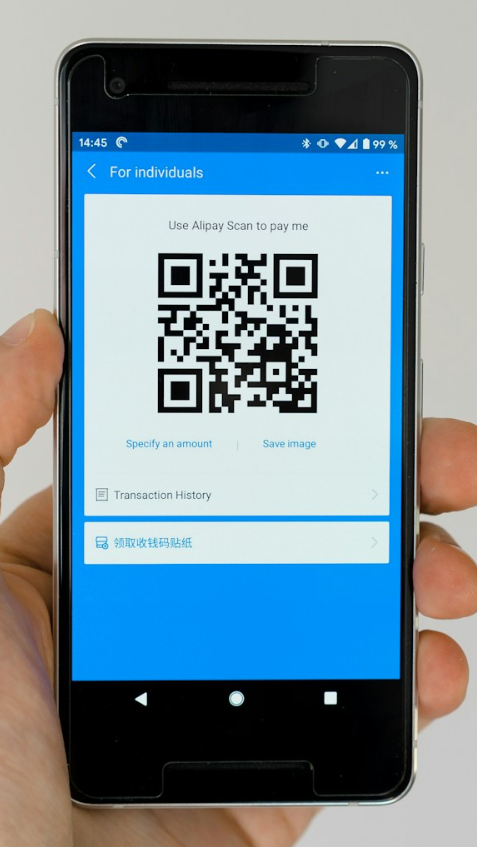 14:45 99 %
For individuals
Use Alipay Scan to pay me
Specify an amount | Save image
Transaction History
领取收钱码贴纸